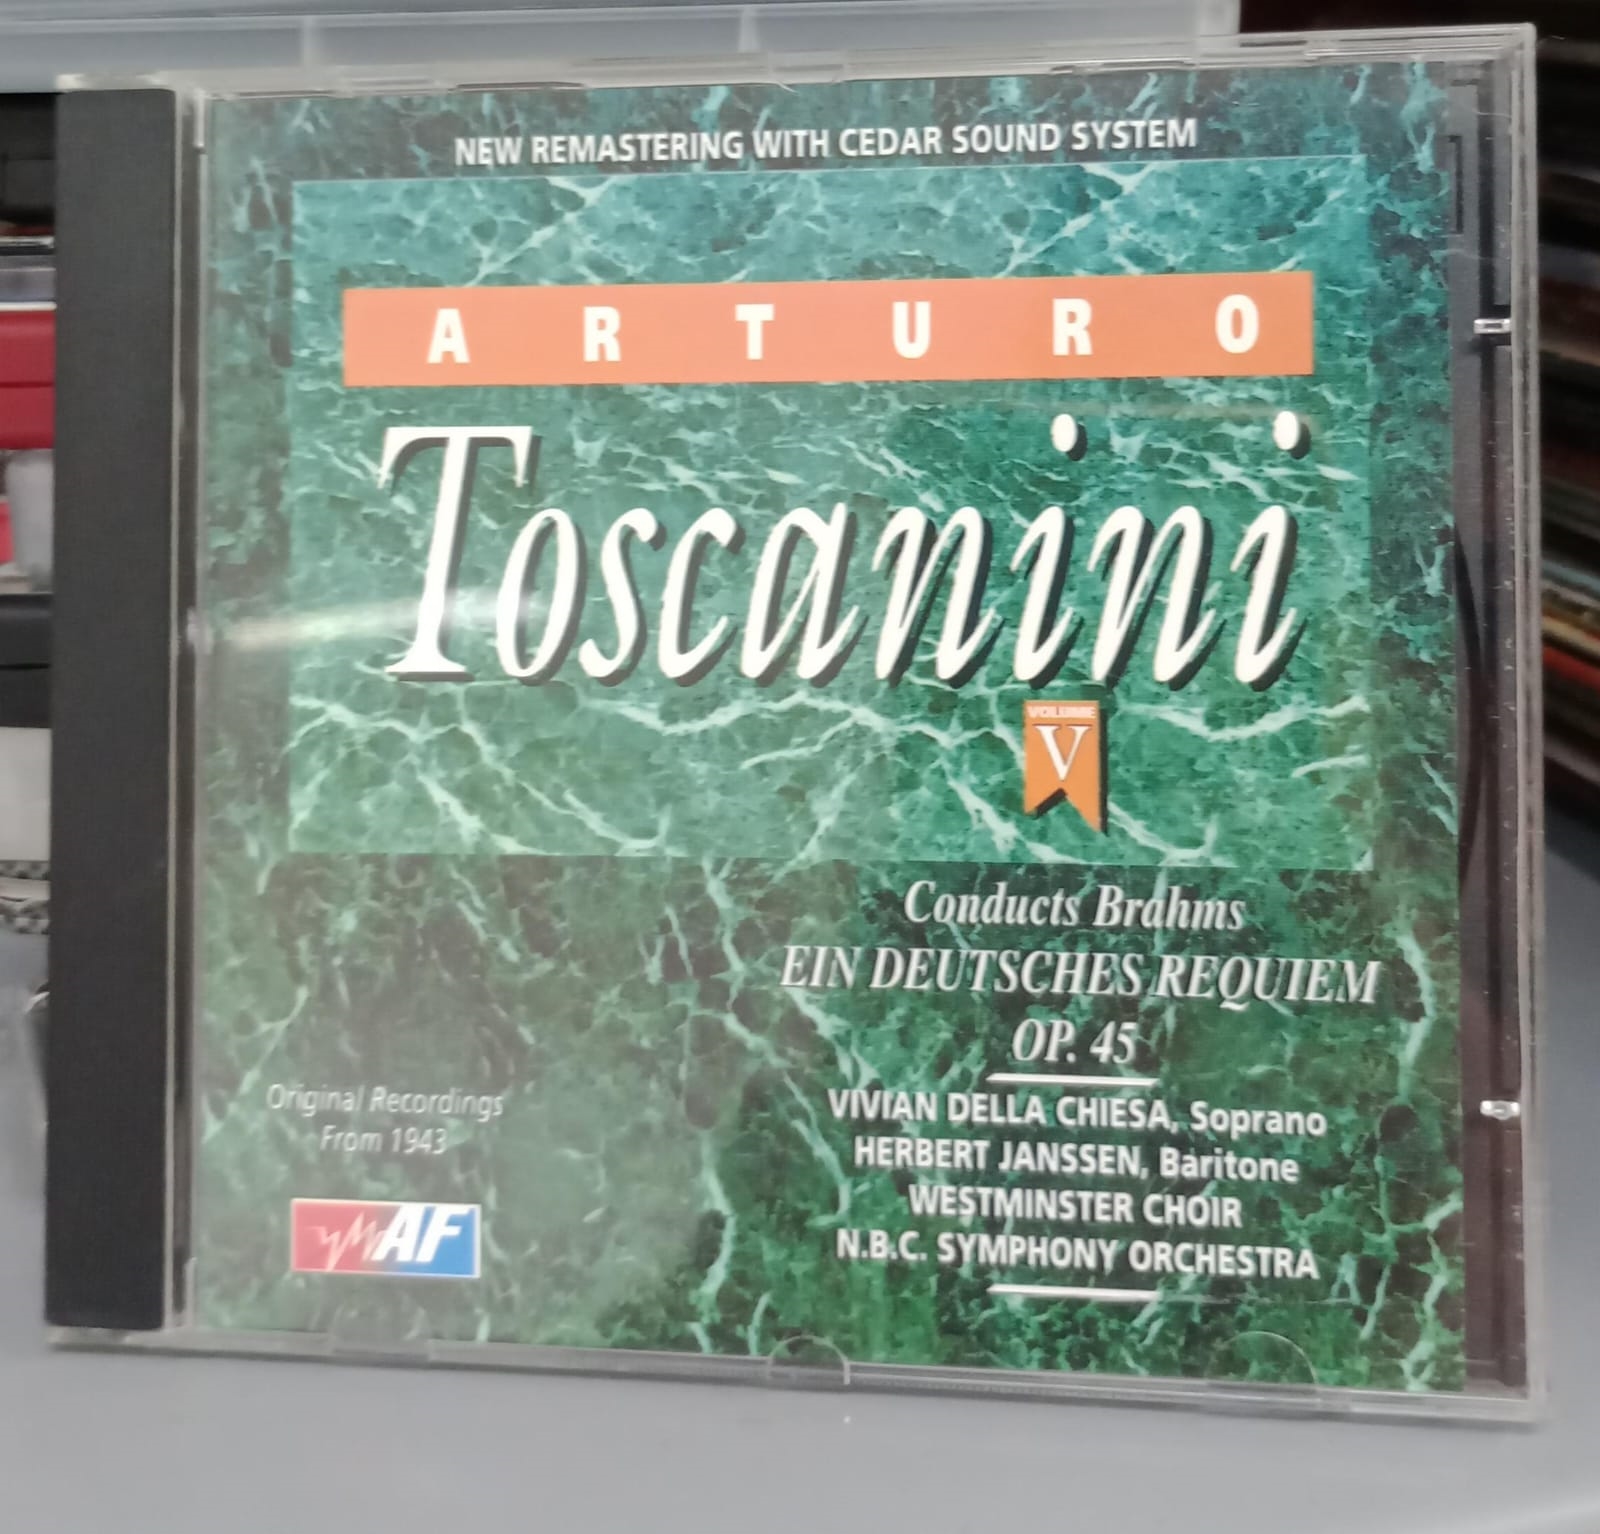 NEW REMASTERING WITH CEDAR SOUND SYSTEM
ARTURO
Toscanini
VOLUME
V
Conducts Brahms
EIN DEUTSCHES REQUIEM
OP. 45
VIVIAN DELLA CHIESA, Soprano
HERBERT JANSSEN, Baritone
WESTMINSTER CHOIR
N.B.C. SYMPHONY ORCHESTRA
Original Recordings
From 1943
AF